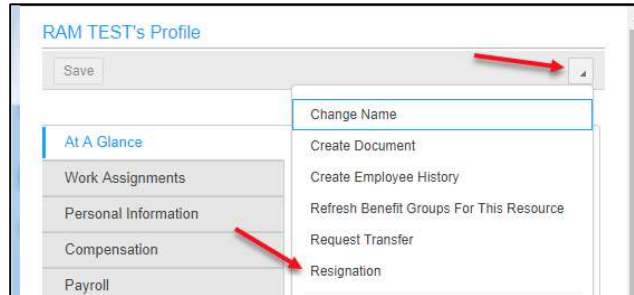 RAM TEST's Profile
Save
Change Name
At A Glance
Create Document
Work Assignments
Create Employee History
Personal Information
Refresh Benefit Groups For This Resource
Compensation
Request Transfer
Payroll
Resignation